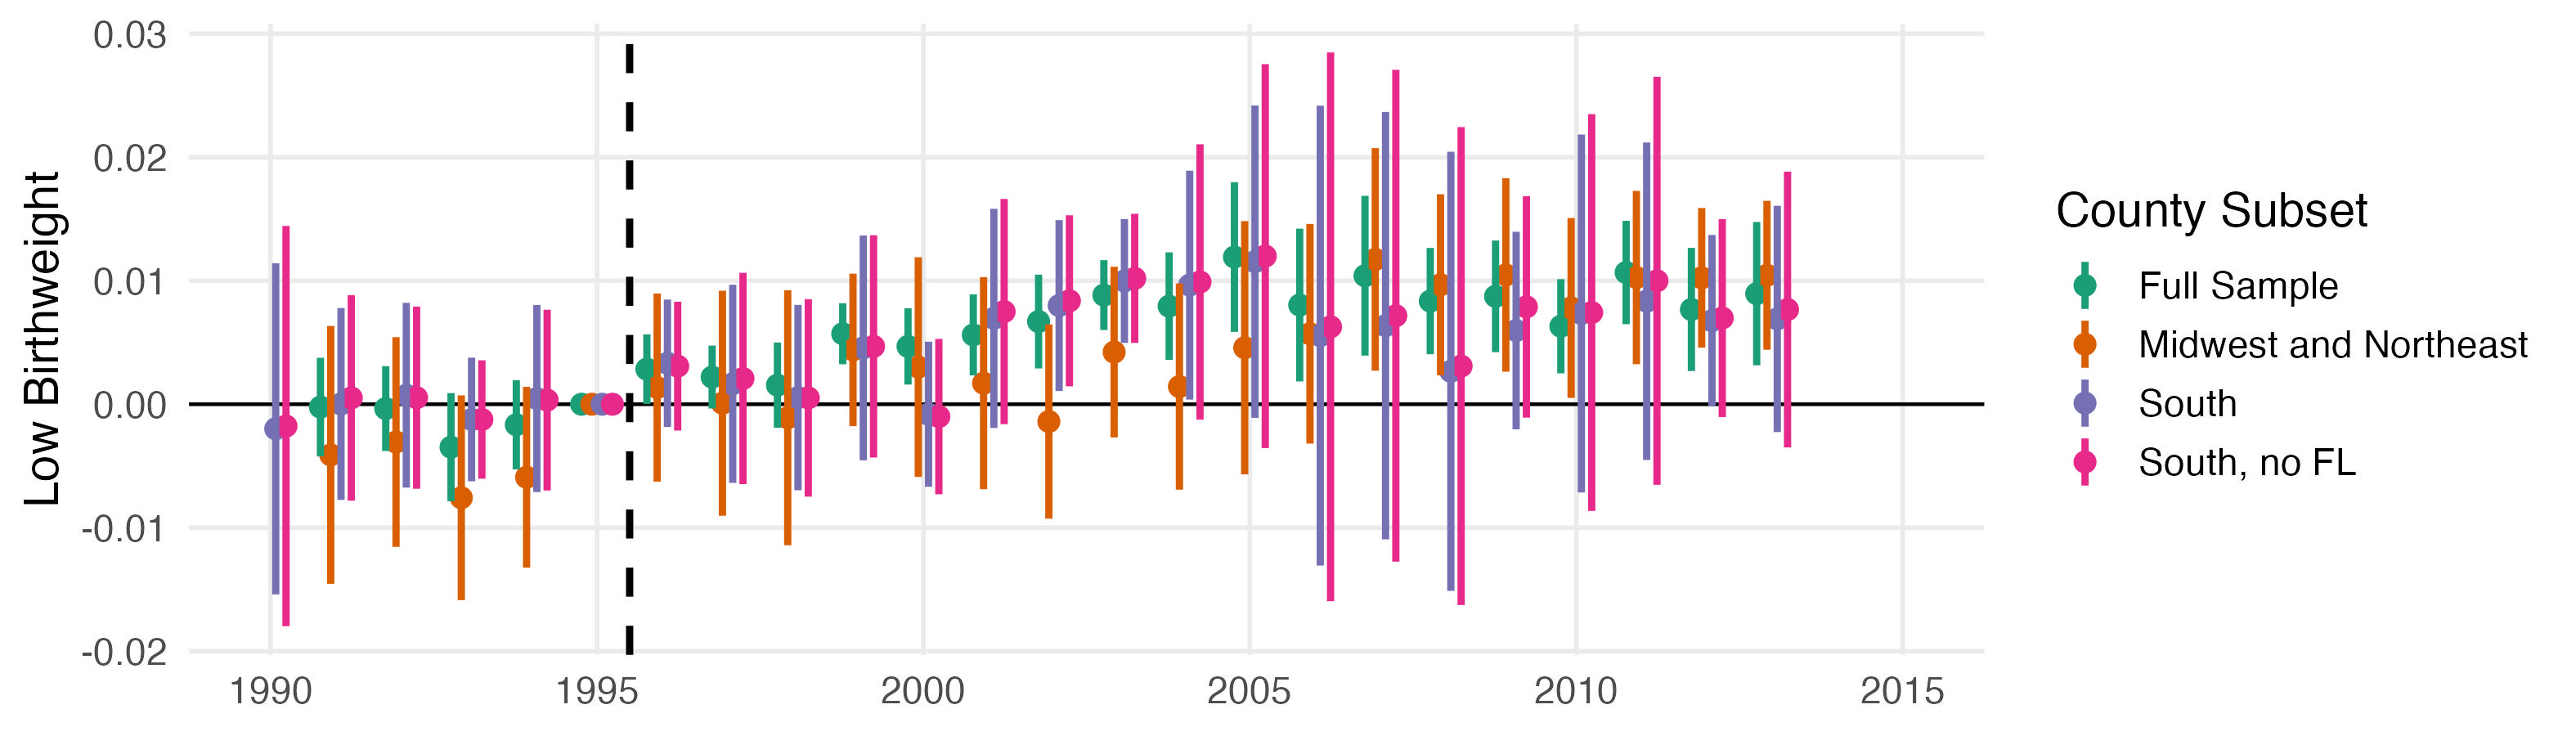 Low Birthweight
0.03
0.02
0.01
0.00
-0.01
-0.02
1990 1995 2000 2005 2010 2015
County Subset
Full Sample
Midwest and Northeast
South
South, no FL